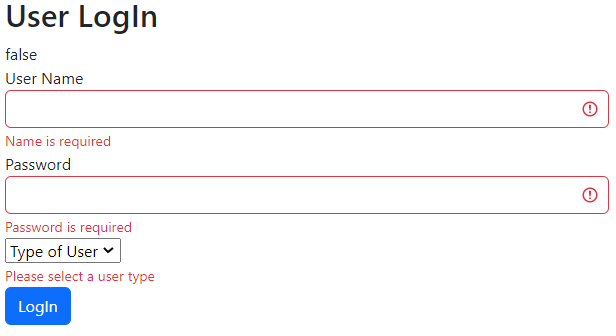 User LogIn
false
User Name
Name is required
Password
Password is required
Type of User
Please select a user type
LogIn